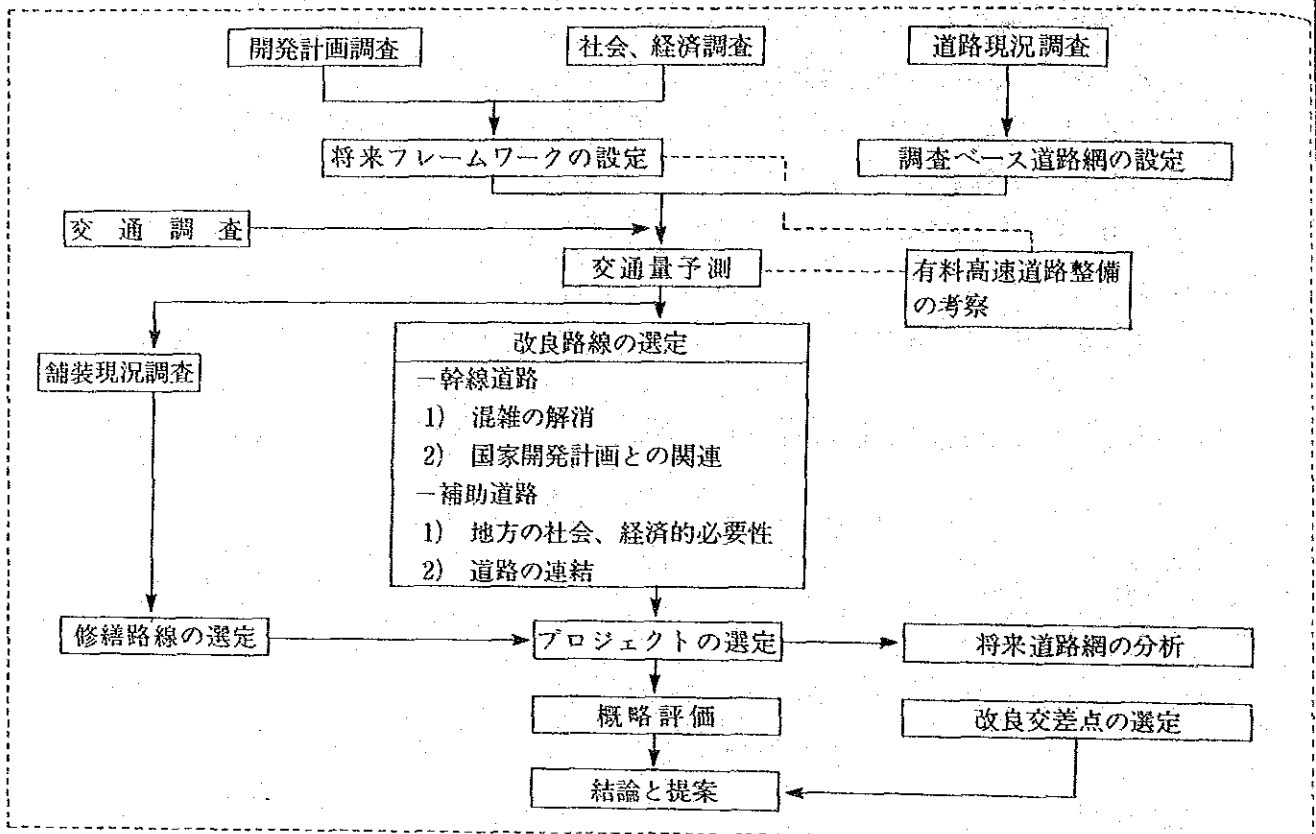 開発計画調査
社会、経済調査
道路現況調査
将来フレームワークの設定
調査ベース道路網の設定
交通調査
交通量予測
有料高速道路整備
の考察
改良路線の選定
舗装現況調査
－幹線道路
1) 混雑の解消
2) 国家開発計画との関連
－補助道路
1) 地方の社会、経済的必要性
2) 道路の連結
修繕路線の選定
プロジェクトの選定
将来道路網の分析
概略評価
改良交差点の選定
結論と提案